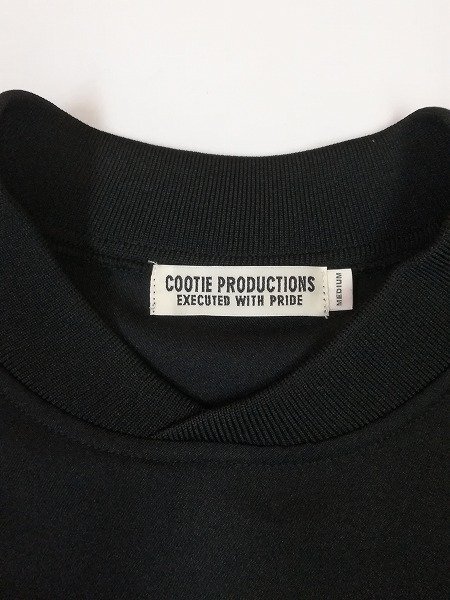 COOTIE PRODUCTIONS
EXECUTED WITH PRIDE
MEDIUM